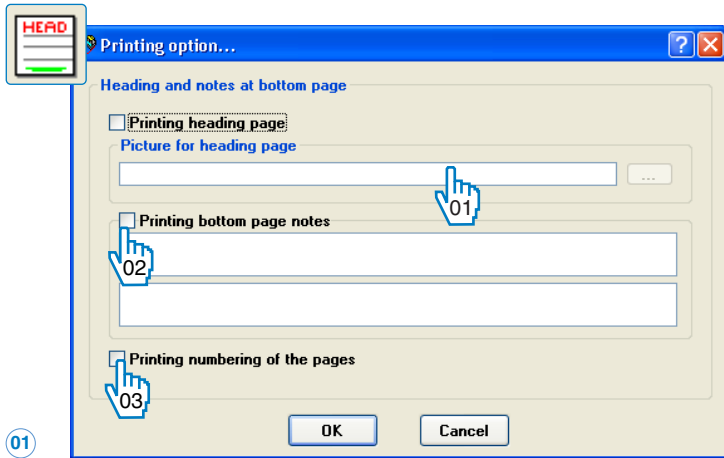 HEAD
Printing option...
Heading and notes at bottom page
Printing heading page
Picture for heading page
...
01
Printing bottom page notes
02
Printing numbering of the pages
03
OK Cancel
01